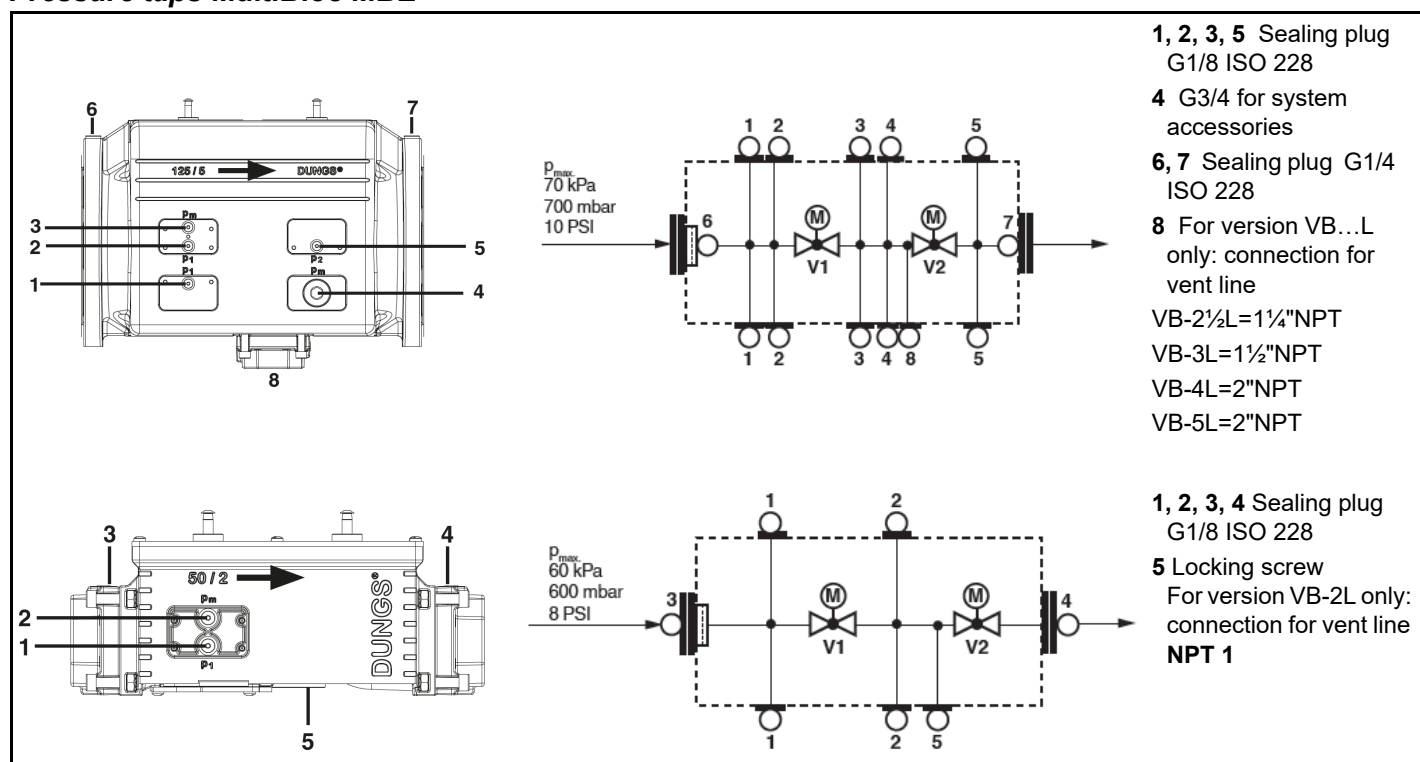 6
7
125 / 5
DUNGS®
Pm
3
2
P1
P1
1
P2
Pm
5
4
8
1 2 3 4 5
pmax.
70 kPa
700 mbar
10 PSI
6
M
M
7
V1
V2
1 2 3 4 8 5
1, 2, 3, 5 Sealing plug
G1/8 ISO 228
4 G3/4 for system
accessories
6, 7 Sealing plug G1/4
ISO 228
8 For version VB…L
only: connection for
vent line
VB-2½L=1¼"NPT
VB-3L=1½"NPT
VB-4L=2"NPT
VB-5L=2"NPT
3
4
50 / 2
DUNGS®
Pm
2
1
P1
5
1 2
pmax.
60 kPa
600 mbar
8 PSI
3
M
M
4
V1
V2
1 2 5
1, 2, 3, 4 Sealing plug
G1/8 ISO 228
5 Locking screw
For version VB-2L only:
connection for vent line
NPT 1